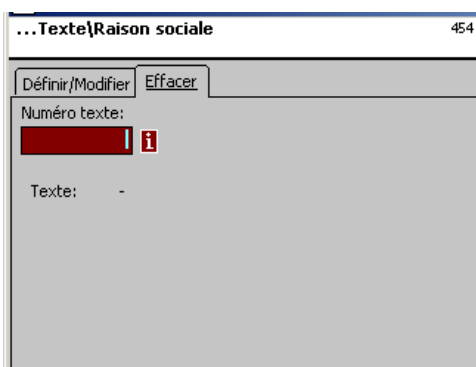 ...Texte\Raison sociale 454
Définir/Modifier Effacer
Numéro texte:
i
Texte: -